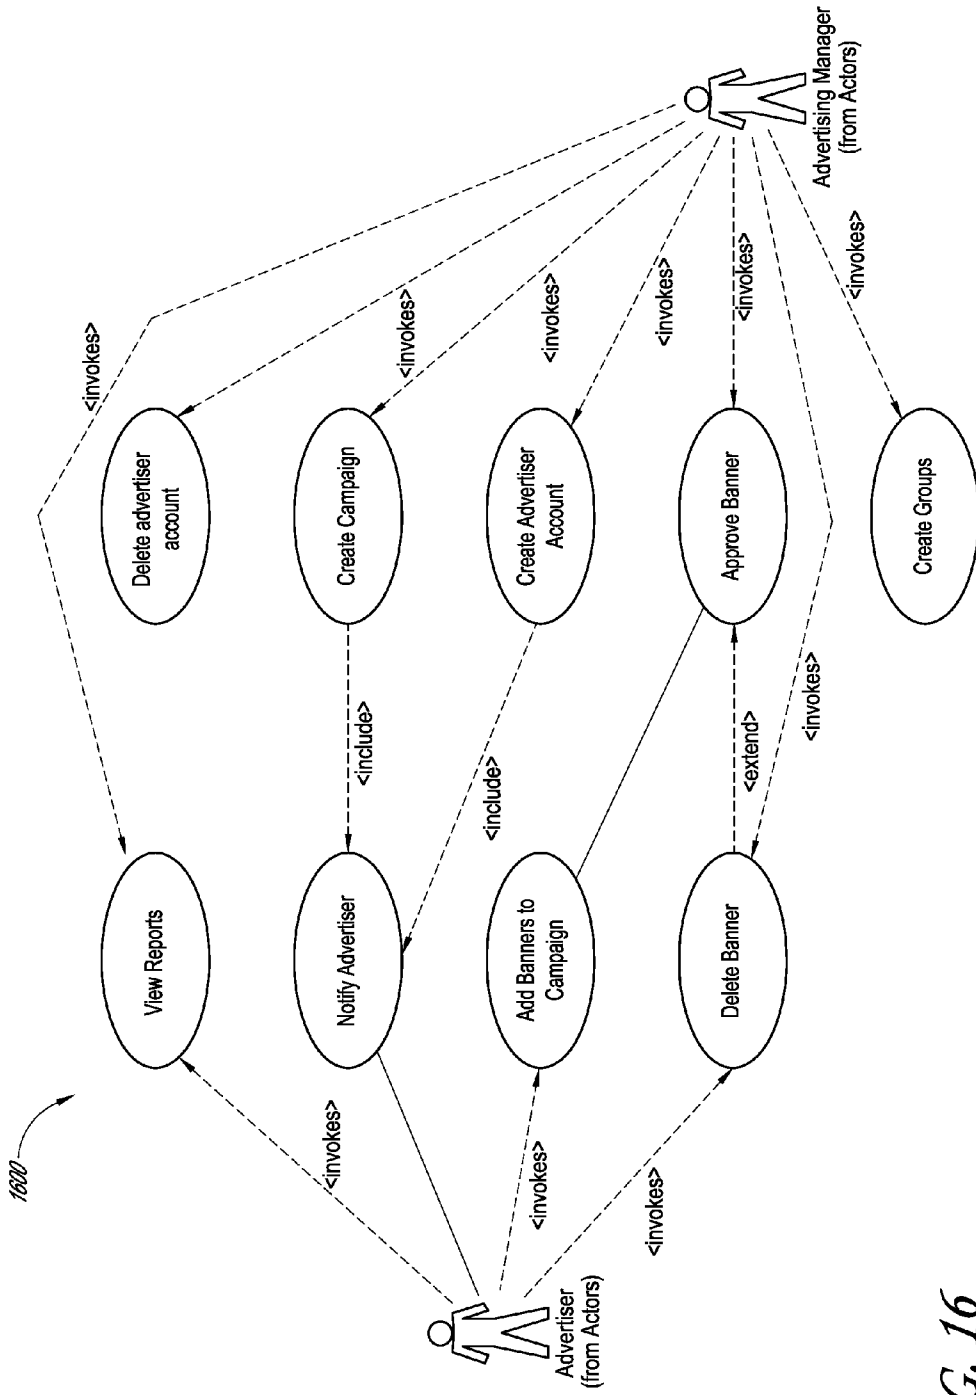 1600
<invokes>
View Reports
Delete advertiser
account
<invokes>
<invokes>
Notify Advertiser
<include>
Create Campaign
<invokes>
Advertiser
(from Actors)
<invokes>
Add Banners to
Campaign
<include>
Create Advertiser
Account
<invokes>
<invokes>
Delete Banner
<extend>
Approve Banner
<invokes>
Advertising Manager
(from Actors)
<invokes>
<invokes>
Create Groups
G. 16